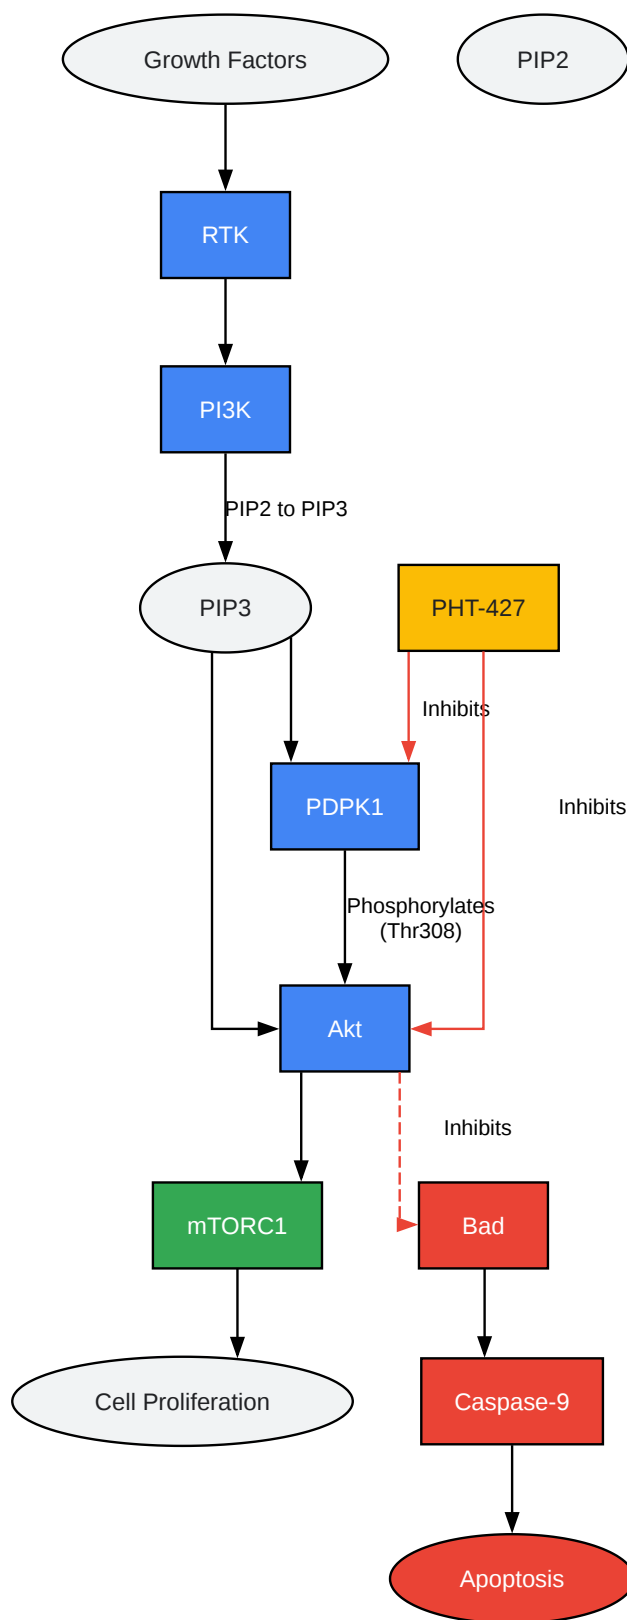 Growth Factors
PIP2
RTK
PI3K
PIP2 to PIP3
PIP3
PHT-427
Inhibits
PDPK1
Inhibits
Phosphorylates
(Thr308)
Akt
Inhibits
mTORC1
Bad
Cell Proliferation
Caspase-9
Apoptosis